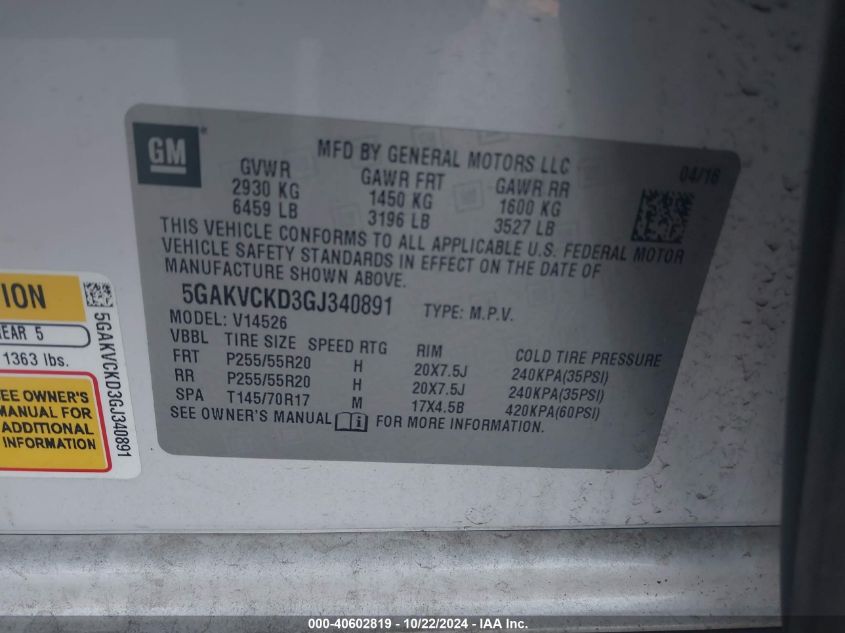 GM
MFD BY GENERAL MOTORS LLC
04/16
GVWR GAWR FRT GAWR RR
2930 KG 1450 KG 1600 KG
6459 LB 3196 LB 3527 LB
THIS VEHICLE CONFORMS TO ALL APPLICABLE U.S. FEDERAL MOTOR
VEHICLE SAFETY STANDARDS IN EFFECT ON THE DATE OF
MANUFACTURE SHOWN ABOVE.
5GAKVCKD3GJ340891 TYPE: M.P.V.
MODEL: V14526
VBBL TIRE SIZE SPEED RTG RIM COLD TIRE PRESSURE
FRT P255/55R20 H 20X7.5J 240KPA(35PSI)
RR P255/55R20 H 20X7.5J 240KPA(35PSI)
SPA T145/70R17 M 17X4.5B 420KPA(60PSI)
SEE OWNER'S MANUAL i FOR MORE INFORMATION.
ION
REAR 5
1363 lbs.
SEE OWNER'S
MANUAL FOR
ADDITIONAL
INFORMATION
5GAKVCKD3GJ340891
000-40602819 - 10/22/2024 - IAA Inc.